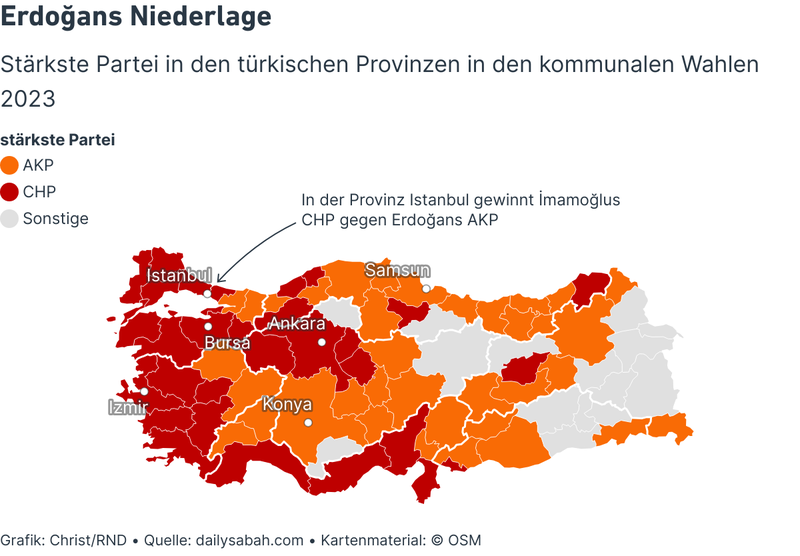 Erdoğans Niederlage
Stärkste Partei in den türkischen Provinzen in den kommunalen Wahlen
2023
stärkste Partei
AKP
CHP
Sonstige
In der Provinz Istanbul gewinnt İmamoğlus
CHP gegen Erdoğans AKP
Istanbul
Samsun
Ankara
Bursa
Izmir
Konya
Grafik: Christ/RND • Quelle: dailysabah.com • Kartenmaterial: © OSM